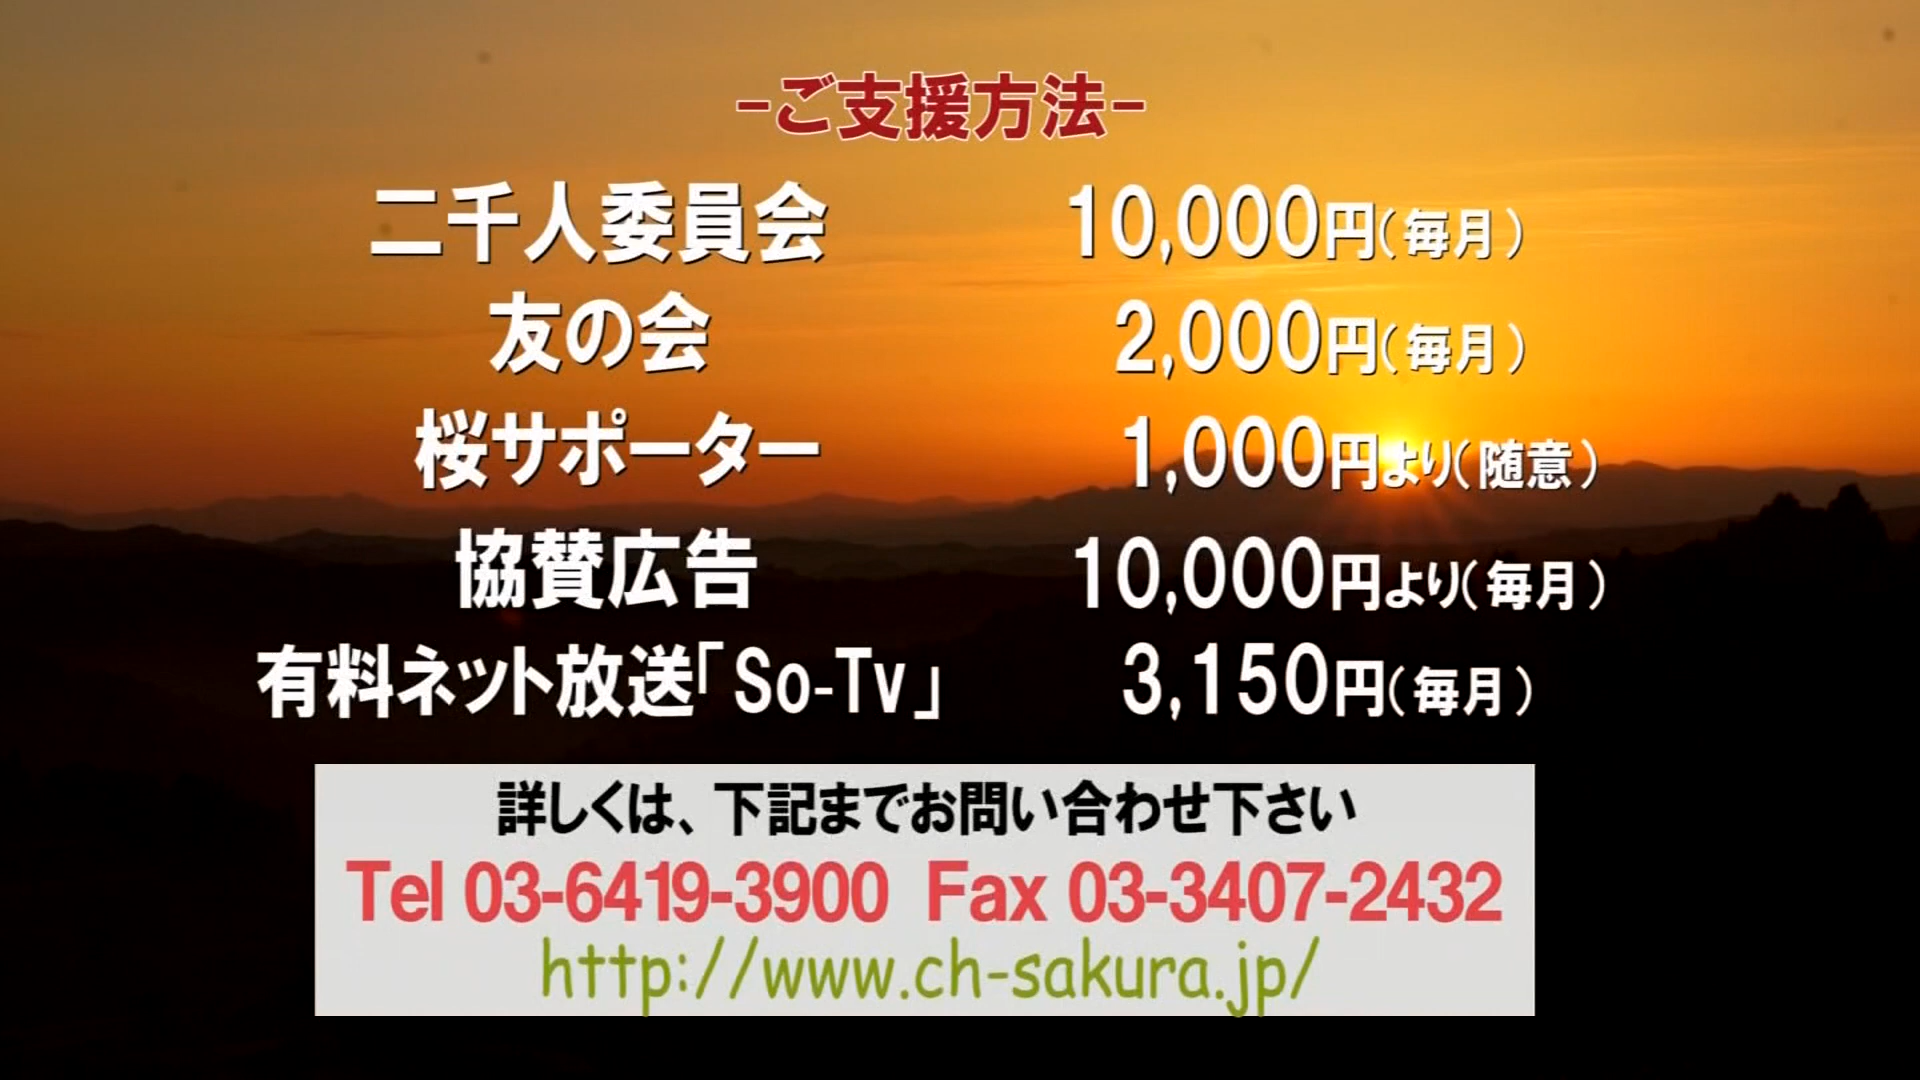 -ご支援方法-
二千人委員会 10,000円(毎月)
友の会 2,000円(毎月)
桜サポーター 1,000円より(随意)
協賛広告 10,000円より(毎月)
有料ネット放送「So-Tv」 3,150円(毎月)
詳しくは、下記までお問い合わせ下さい
Tel 03-6419-3900 Fax 03-3407-2432
http://www.ch-sakura.jp/